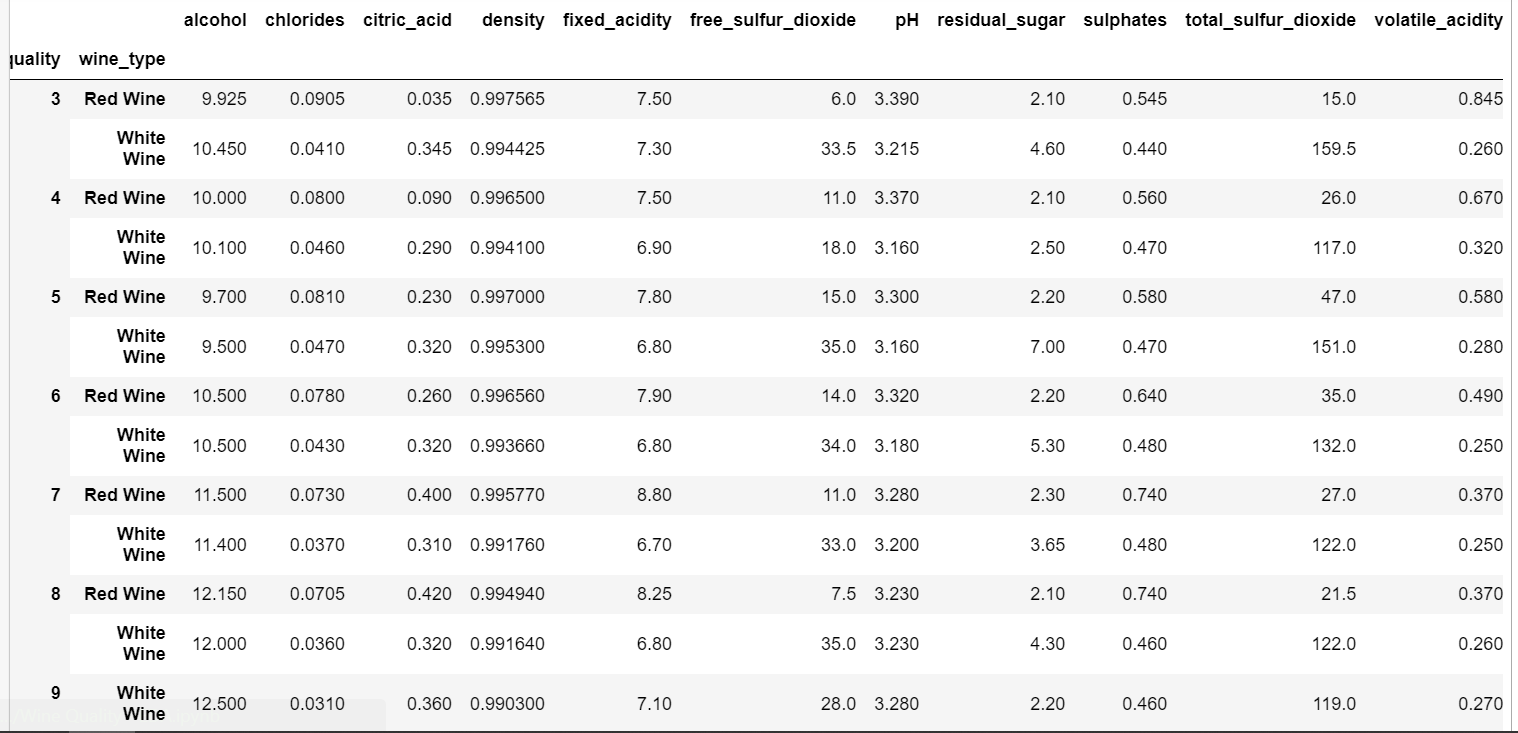 alcohol chlorides citric_acid density fixed_acidity free_sulfur_dioxide pH residual_sugar sulphates total_sulfur_dioxide volatile_acidity
quality wine_type
3 Red Wine 9.925 0.0905 0.035 0.997565 7.50 6.0 3.390 2.10 0.545 15.0 0.845
White Wine 10.450 0.0410 0.345 0.994425 7.30 33.5 3.215 4.60 0.440 159.5 0.260
4 Red Wine 10.000 0.0800 0.090 0.996500 7.50 11.0 3.370 2.10 0.560 26.0 0.670
White Wine 10.100 0.0460 0.290 0.994100 6.90 18.0 3.160 2.50 0.470 117.0 0.320
5 Red Wine 9.700 0.0810 0.230 0.997000 7.80 15.0 3.300 2.20 0.580 47.0 0.580
White Wine 9.500 0.0470 0.320 0.995300 6.80 35.0 3.160 7.00 0.470 151.0 0.280
6 Red Wine 10.500 0.0780 0.260 0.996560 7.90 14.0 3.320 2.20 0.640 35.0 0.490
White Wine 10.500 0.0430 0.320 0.993660 6.80 34.0 3.180 5.30 0.480 132.0 0.250
7 Red Wine 11.500 0.0730 0.400 0.995770 8.80 11.0 3.280 2.30 0.740 27.0 0.370
White Wine 11.400 0.0370 0.310 0.991760 6.70 33.0 3.200 3.65 0.480 122.0 0.250
8 Red Wine 12.150 0.0705 0.420 0.994940 8.25 7.5 3.230 2.10 0.740 21.5 0.370
White Wine 12.000 0.0360 0.320 0.991640 6.80 35.0 3.230 4.30 0.460 122.0 0.260
9 White Wine 12.500 0.0310 0.360 0.990300 7.10 28.0 3.280 2.20 0.460 119.0 0.270